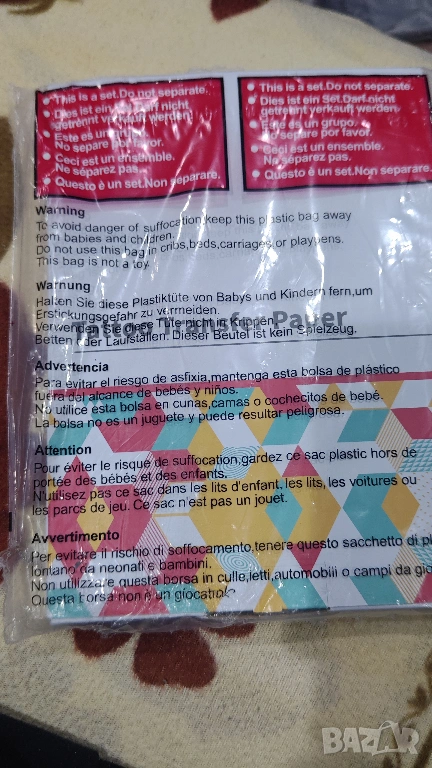 This is a set.Do not separate.
Dies ist ein Set.Darf nicht
getrennt verkauft werden.
Este es un
No separe por favor.
Ceci est un ensemble.
Ne séparez pas.
Questo è un set.Non separare.
This is a set.Do not separate.
Dies ist ein Set.Darf nicht
getrennt verkauft werden.
Este es un grupo.
No separe por favor.
Ceci est un ensemble.
Ne séparez pas.
Questo è un set.Non separare.
Warning
To avoid danger of suffocation,keep this plastic bag away
from babies and children.
Do not use this bag in cribs,beds,carriages,or playpens.
This bag is not a toy.
Warnung
Halten Sie diese Plastiktüte von Babys und Kindern fern,um
Erstickungsgefahr zu vermeiden.
Tattoo Transfer Paper
Betten oder Laufställen. Dieser Beutel ist kein Spielzeug.
Advertencia
Para evitar el riesgo de asfixia,mantenga esta bolsa de plástico
fuera del alcance de bebés y niños.
No utilice esta bolsa en cunas,camas o cochecitos de bebé.
La bolsa no es un juguete y puede resultar peligrosa.
Attention
Pour éviter le risque de suffocation,gardez ce sac plastic hors de
portée des bébés et des enfants.
N'utilisez pas ce sac dans les lits d'enfant, les lits, les voitures ou
les parcs de jeu. Ce sac n'est pas un jouet.
Avvertimento
Per evitare il rischio di soffocamento,tenere questo sacchetto di
lontano da neonati e bambini.
Non utilizzare questa borsa in culle,letti,automobili o campi da
Questa borsa non è un giocattolo
BAZAR